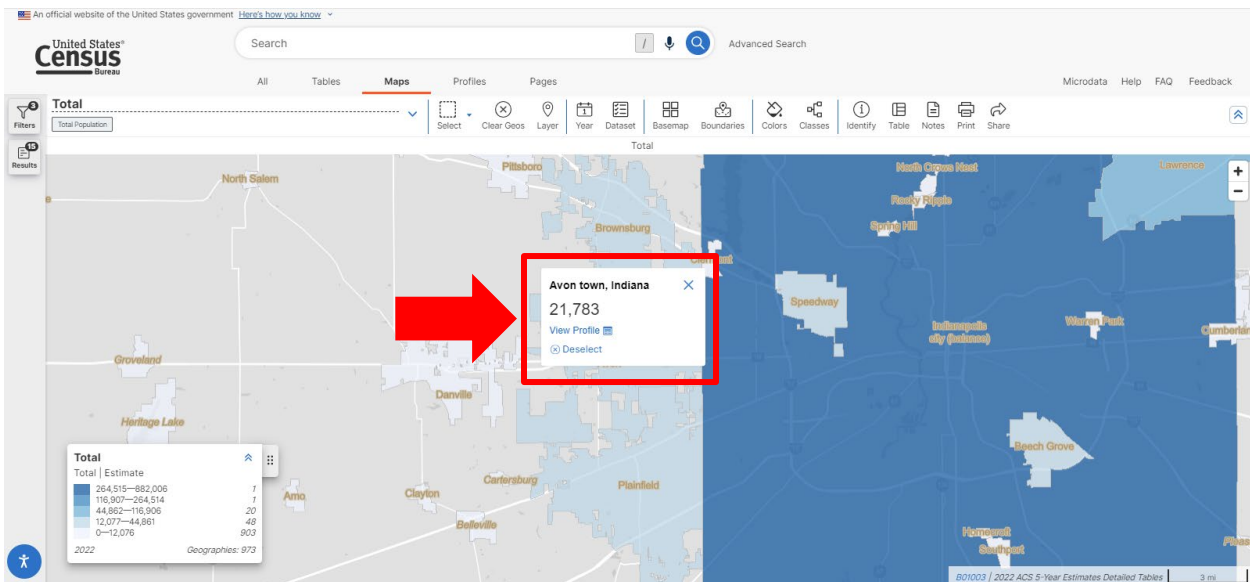 An official website of the United States government Here's how you know
United States®
Census
Bureau
Search
/
Advanced Search
All Tables Maps Profiles Pages
Microdata Help FAQ Feedback
3
Filters
Total
Total Population
Select Clear Geos Layer Year Dataset Basemap Boundaries Colors Classes Identify Table Notes Print Share
15
Results
Total
Pittsboro
North Crows Nest
Lawrence
+
−
North Salem
Rocky Ripple
Spring Hill
Brownsburg
Clermont
Avon town, Indiana
21,783
View Profile
Deselect
Speedway
Indianapolis
city (balance)
Warren Park
Groveland
Danville
Heritage Lake
Beech Grove
Total
Total | Estimate
264,515—882,006 1
116,907—264,514 1
44,862—116,906 20
12,077—44,861 48
0—12,076 903
2022 Geographies: 973
Amo
Clayton
Cartersburg
Plainfield
Belleville
Homecroft
Southport
B01003 | 2022 ACS 5-Year Estimates Detailed Tables
3 mi